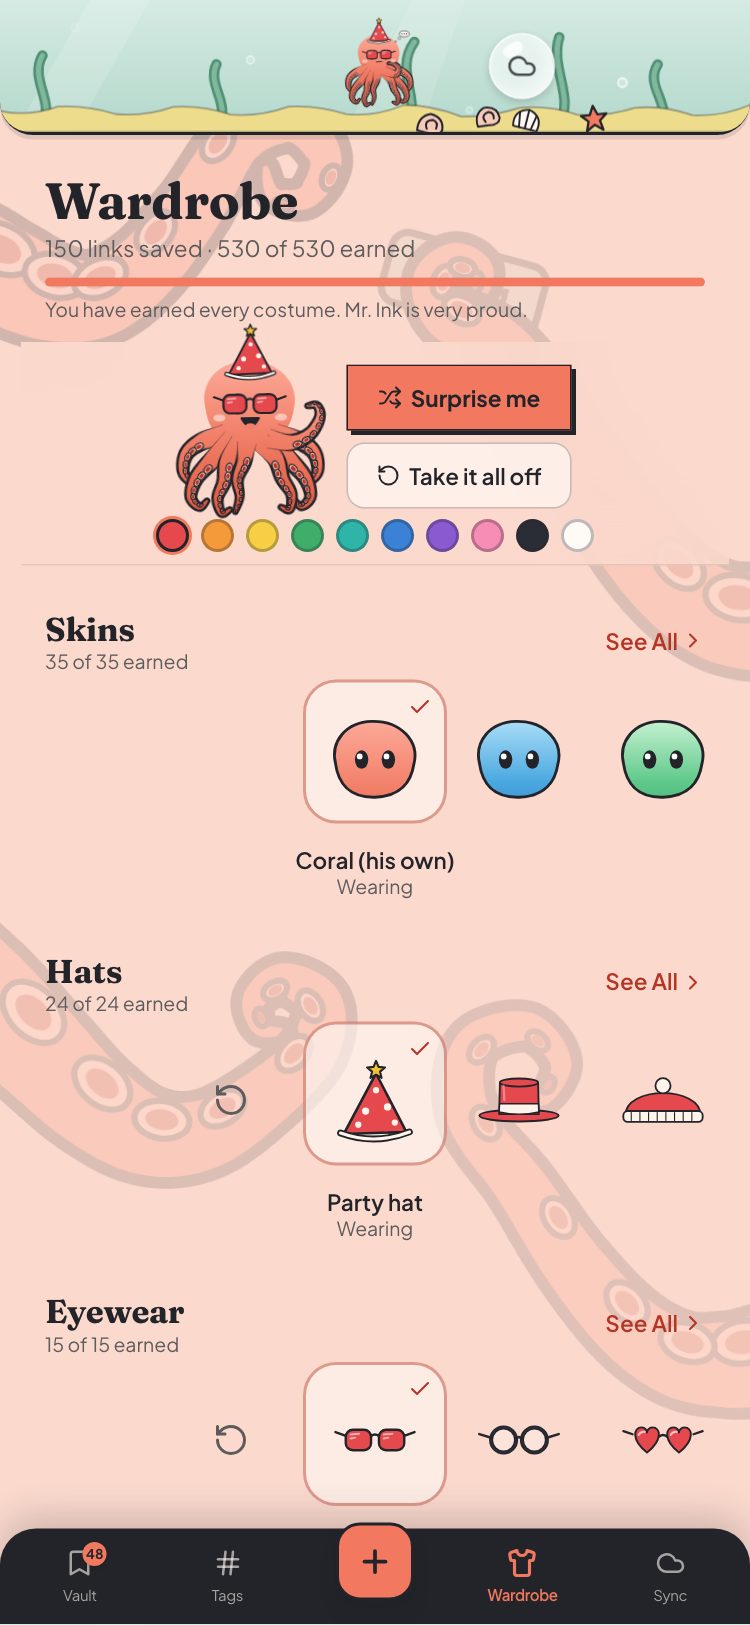 Wardrobe
150 links saved · 530 of 530 earned
You have earned every costume. Mr. Ink is very proud.
Surprise me
Take it all off
Skins
See All
35 of 35 earned
Coral (his own)
Wearing
Hats
See All
24 of 24 earned
Party hat
Wearing
Eyewear
See All
15 of 15 earned
48
Vault
Tags
Wardrobe
Sync